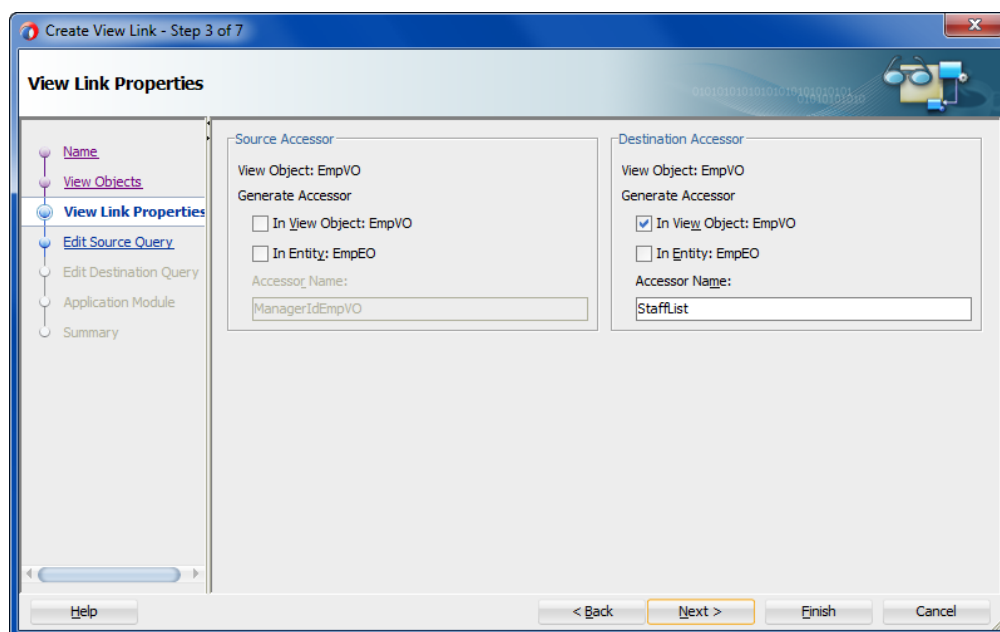 Create View Link - Step 3 of 7
View Link Properties
Name
View Objects
View Link Properties
Edit Source Query
Edit Destination Query
Application Module
Summary
Source Accessor
View Object: EmpVO
Generate Accessor
In View Object: EmpVO
In Entity: EmpEO
Accessor Name:
ManagerIdEmpVO
Destination Accessor
View Object: EmpVO
Generate Accessor
In View Object: EmpVO
In Entity: EmpEO
Accessor Name:
StaffList
Help
< Back
Next >
Finish
Cancel